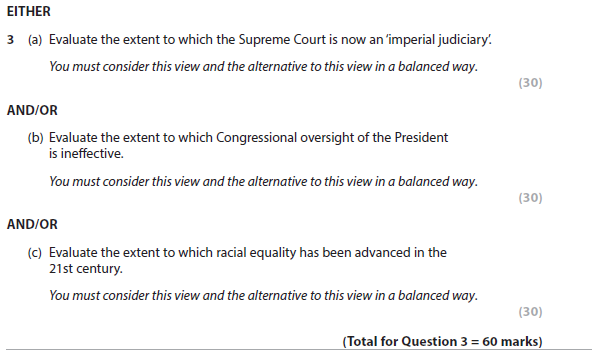 EITHER
3 (a) Evaluate the extent to which the Supreme Court is now an ‘imperial judiciary’.
You must consider this view and the alternative to this view in a balanced way.
(30)
AND/OR
(b) Evaluate the extent to which Congressional oversight of the President
is ineffective.
You must consider this view and the alternative to this view in a balanced way.
(30)
AND/OR
(c) Evaluate the extent to which racial equality has been advanced in the
21st century.
You must consider this view and the alternative to this view in a balanced way.
(30)
(Total for Question 3 = 60 marks)